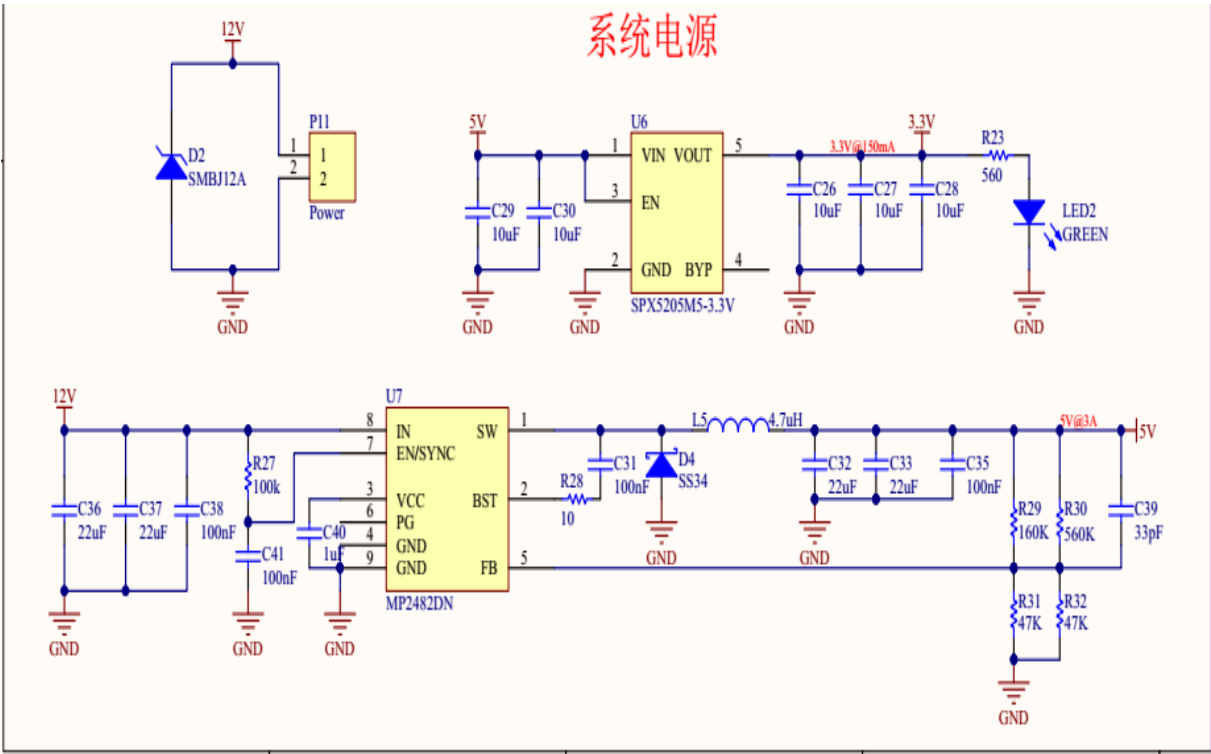 系统电源
12V
P11
1
1
2
2
Power
D2
SMBJ12A
GND
5V
U6
1
VIN
VOUT
5
3
EN
2
GND
BYP
4
SPX5205M5-3.3V
C29
10uF
C30
10uF
GND
GND
3.3V@150mA
3.3V
C26
10uF
C27
10uF
C28
10uF
R23
560
LED2
GREEN
GND
GND
12V
U7
8
IN
SW
1
7
EN/SYNC
3
VCC
BST
2
6
PG
4
GND
9
GND
FB
5
MP2482DN
C36
22uF
C37
22uF
C38
100nF
R27
100k
C41
100nF
C40
1uF
GND
GND
GND
R28
10
C31
100nF
D4
SS34
GND
L5
4.7uH
C32
22uF
C33
22uF
C35
100nF
GND
5V@3A
5V
R29
160K
R30
560K
C39
33pF
R31
47K
R32
47K
GND